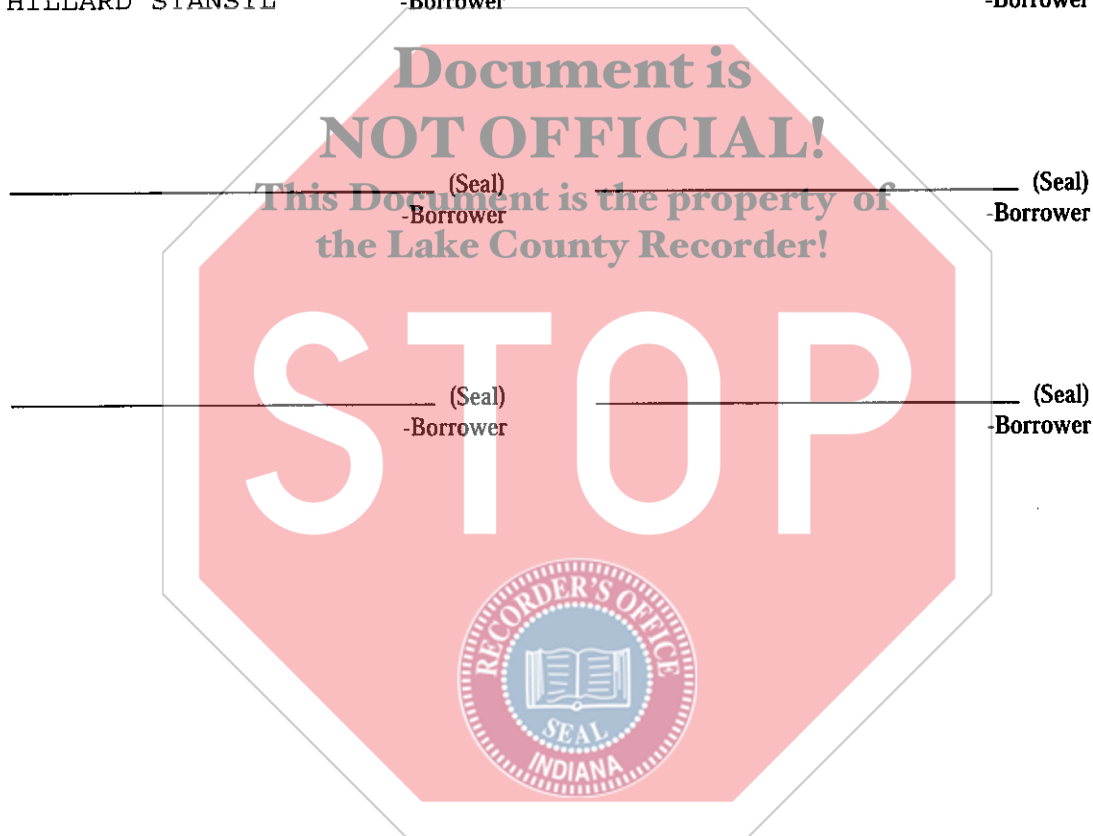 HILLARD STANSYL -Borrower -Borrower
Document is
NOT OFFICIAL!
(Seal) (Seal)
This Document is the property of
-Borrower -Borrower
the Lake County Recorder!
STOP
(Seal) (Seal)
-Borrower -Borrower
RECORDER'S OFFICE
SEAL
INDIANA